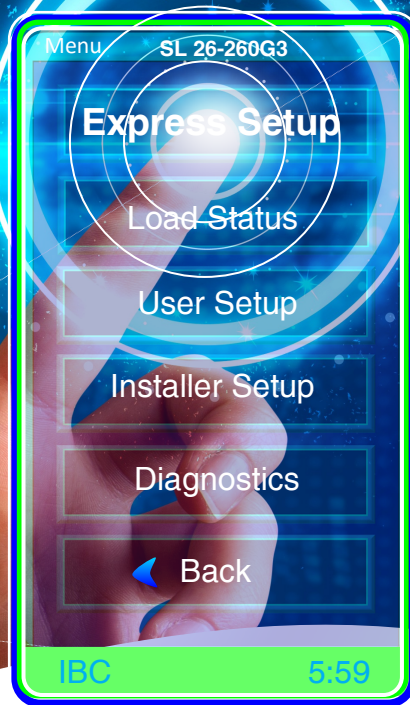 Menu SL 26-260G3
Express Setup
Load Status
User Setup
Installer Setup
Diagnostics
Back
IBC 5:59